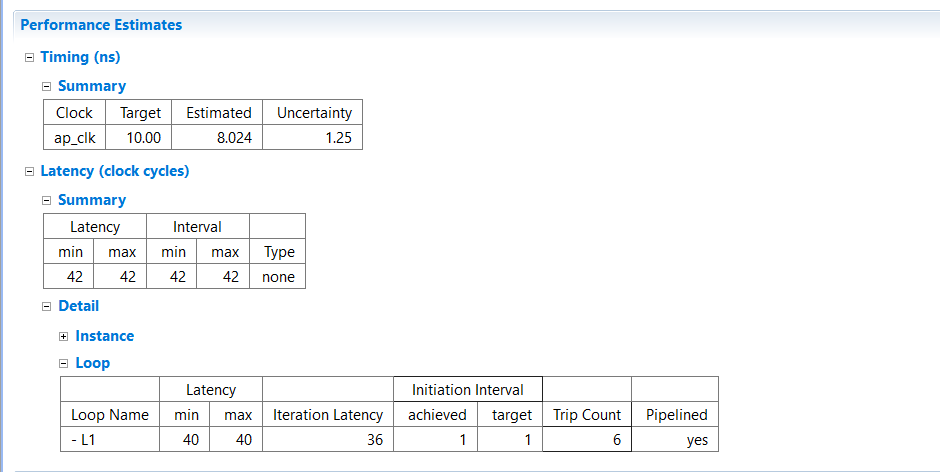 Performance Estimates
Timing (ns)
Summary
Clock Target Estimated Uncertainty
ap_clk 10.00 8.024 1.25
Latency (clock cycles)
Summary
Latency Interval
min max min max Type
42 42 42 42 none
Detail
Instance
Loop
Latency Initiation Interval
Loop Name min max Iteration Latency achieved target Trip Count Pipelined
- L1 40 40 36 1 1 6 yes